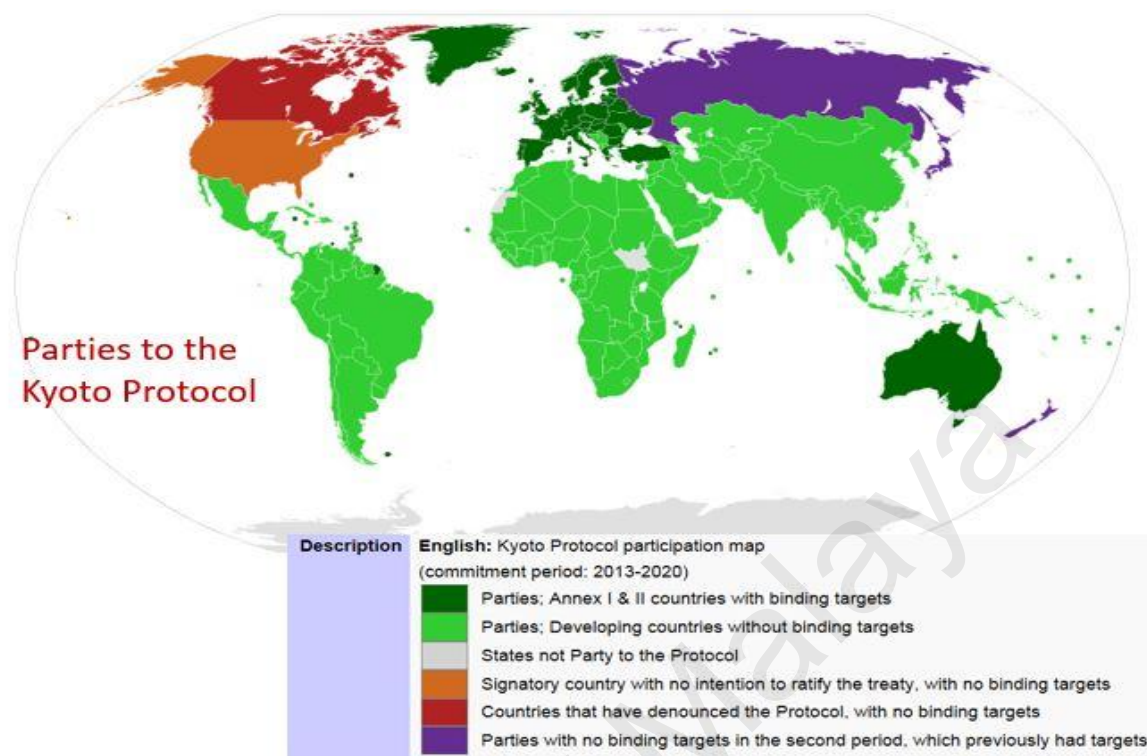 Parties to the
Kyoto Protocol
Malaya
Description English: Kyoto Protocol participation map
(commitment period: 2013-2020)
Parties; Annex I & II countries with binding targets
Parties; Developing countries without binding targets
States not Party to the Protocol
Signatory country with no intention to ratify the treaty, with no binding targets
Countries that have denounced the Protocol, with no binding targets
Parties with no binding targets in the second period, which previously had targets